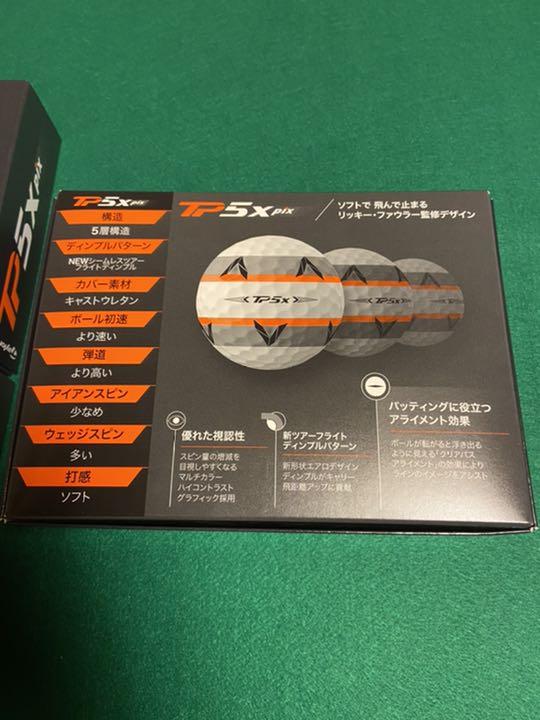 TP5x pix
TP5x pix
構造
5層構造
ディンプルパターン
NEWシームレスツアー
フライトディンプル
カバー素材
キャストウレタン
ボール初速
より速い
弾道
より高い
アイアンスピン
少なめ
ウェッジスピン
多い
打感
ソフト
TP5x pix
ソフトで 飛んで止まる
リッキー・ファウラー監修デザイン
TP5x
TP5x
TP5x
優れた視認性
スピン量の増減を
目視しやすくなる
マルチカラー
ハイコントラスト
グラフィック採用
新ツアーフライト
ディンプルパターン
新形状エアロデザイン
ディンプルがキャリー
飛距離アップに貢献
パッティングに役立つ
アライメント効果
ボールが転がると浮き出る
ように見える「クリアパス
アライメント」の効果により
ラインのイメージをアシスト